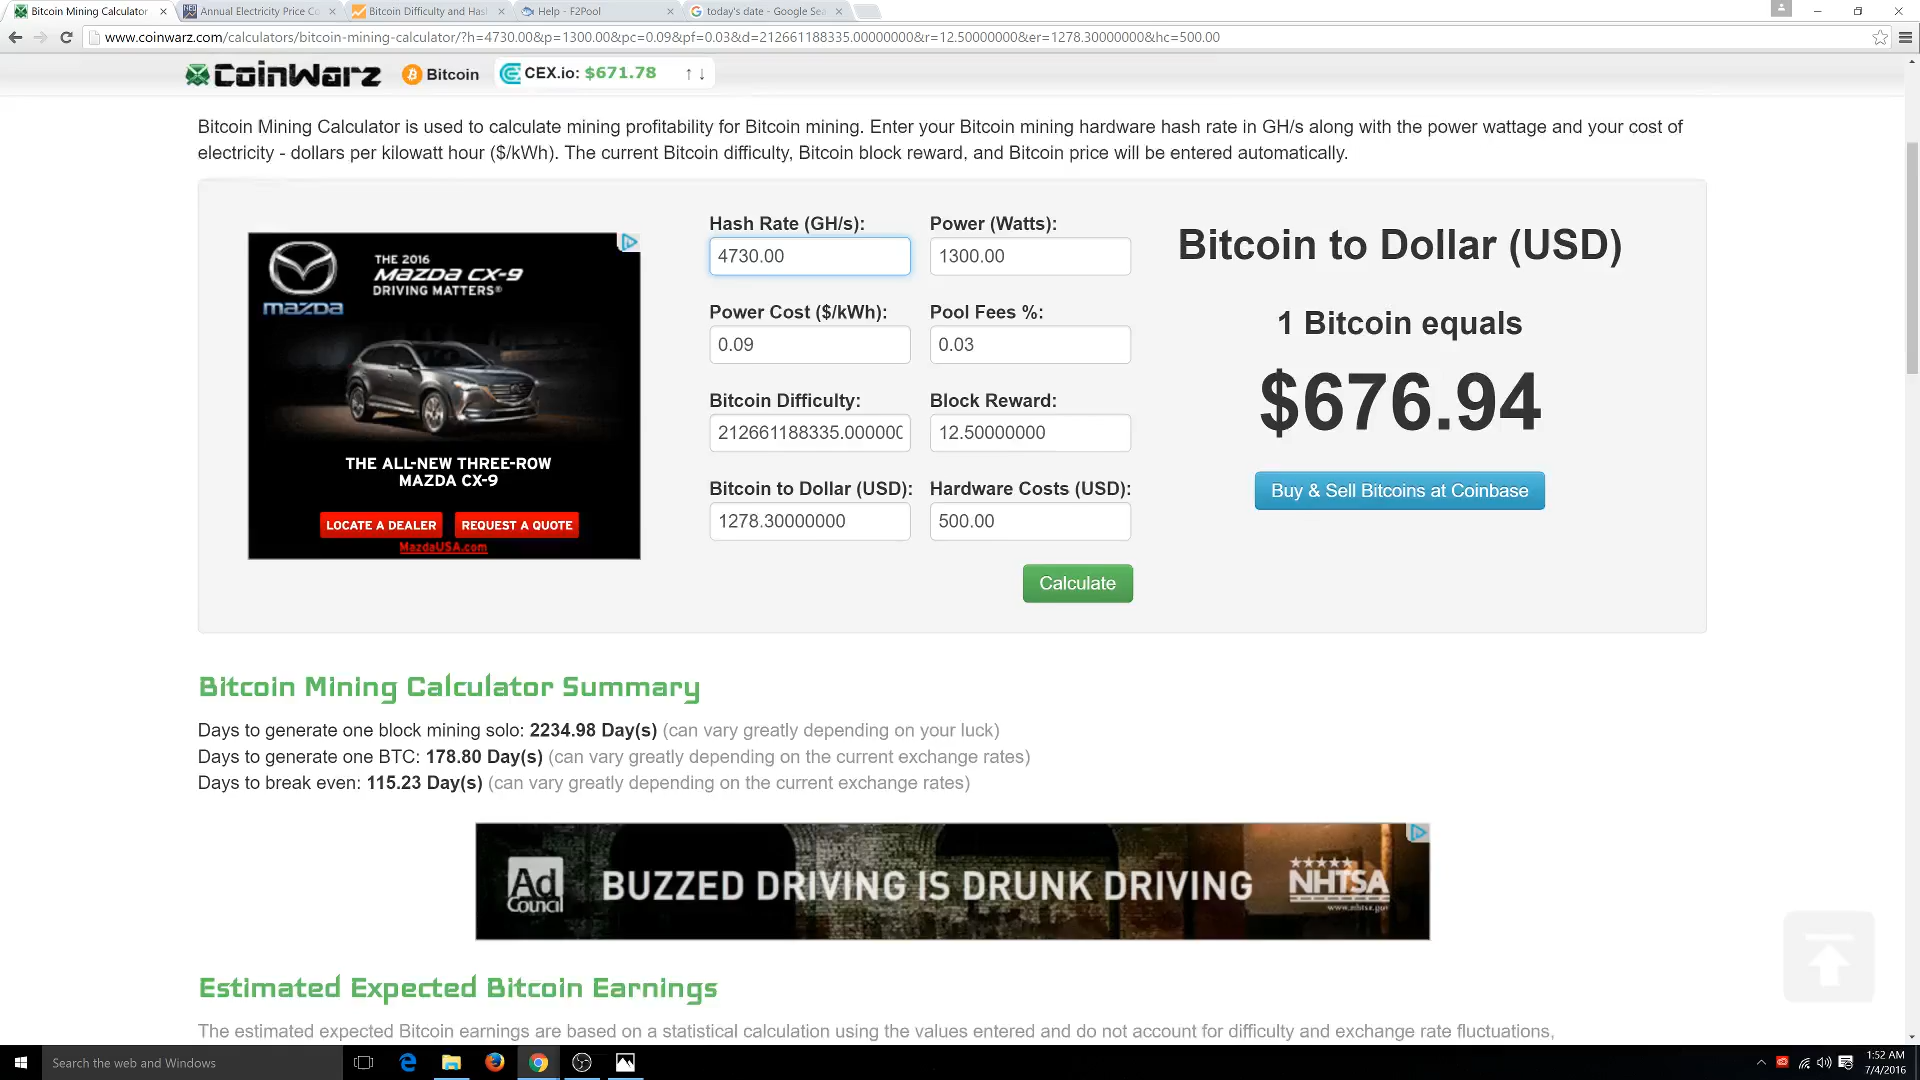 Bitcoin Mining Calculator
Annual Electricity Price Co
Bitcoin Difficulty and Has
Help - F2Pool
today's date - Google Sea
www.coinwarz.com/calculators/bitcoin-mining-calculator/?h=4730.00&p=1300.00&pc=0.09&pf=0.03&d=212661188335.00000000&r=12.50000000&er=1278.30000000&hc=500.00
CoinWarz Bitcoin CEX.io: $671.78 ↑ ↓
Bitcoin Mining Calculator is used to calculate mining profitability for Bitcoin mining. Enter your Bitcoin mining hardware hash rate in GH/s along with the power wattage and your cost of
electricity - dollars per kilowatt hour ($/kWh). The current Bitcoin difficulty, Bitcoin block reward, and Bitcoin price will be entered automatically.
mazda
THE 2016
MAZDA CX-9
DRIVING MATTERS®
THE ALL-NEW THREE-ROW
MAZDA CX-9
LOCATE A DEALER
REQUEST A QUOTE
MazdaUSA.com
Hash Rate (GH/s): Power (Watts):
4730.00 1300.00
Power Cost ($/kWh): Pool Fees %:
0.09 0.03
Bitcoin Difficulty: Block Reward:
212661188335.000000 12.50000000
Bitcoin to Dollar (USD): Hardware Costs (USD):
1278.30000000 500.00
Calculate
Bitcoin to Dollar (USD)
1 Bitcoin equals
$676.94
Buy & Sell Bitcoins at Coinbase
Bitcoin Mining Calculator Summary
Days to generate one block mining solo: 2234.98 Day(s) (can vary greatly depending on your luck)
Days to generate one BTC: 178.80 Day(s) (can vary greatly depending on the current exchange rates)
Days to break even: 115.23 Day(s) (can vary greatly depending on the current exchange rates)
Ad
Council
BUZZED DRIVING IS DRUNK DRIVING
NHTSA
www.nhtsa.gov
Estimated Expected Bitcoin Earnings
The estimated expected Bitcoin earnings are based on a statistical calculation using the values entered and do not account for difficulty and exchange rate fluctuations,
Search the web and Windows
1:52 AM
7/4/2016